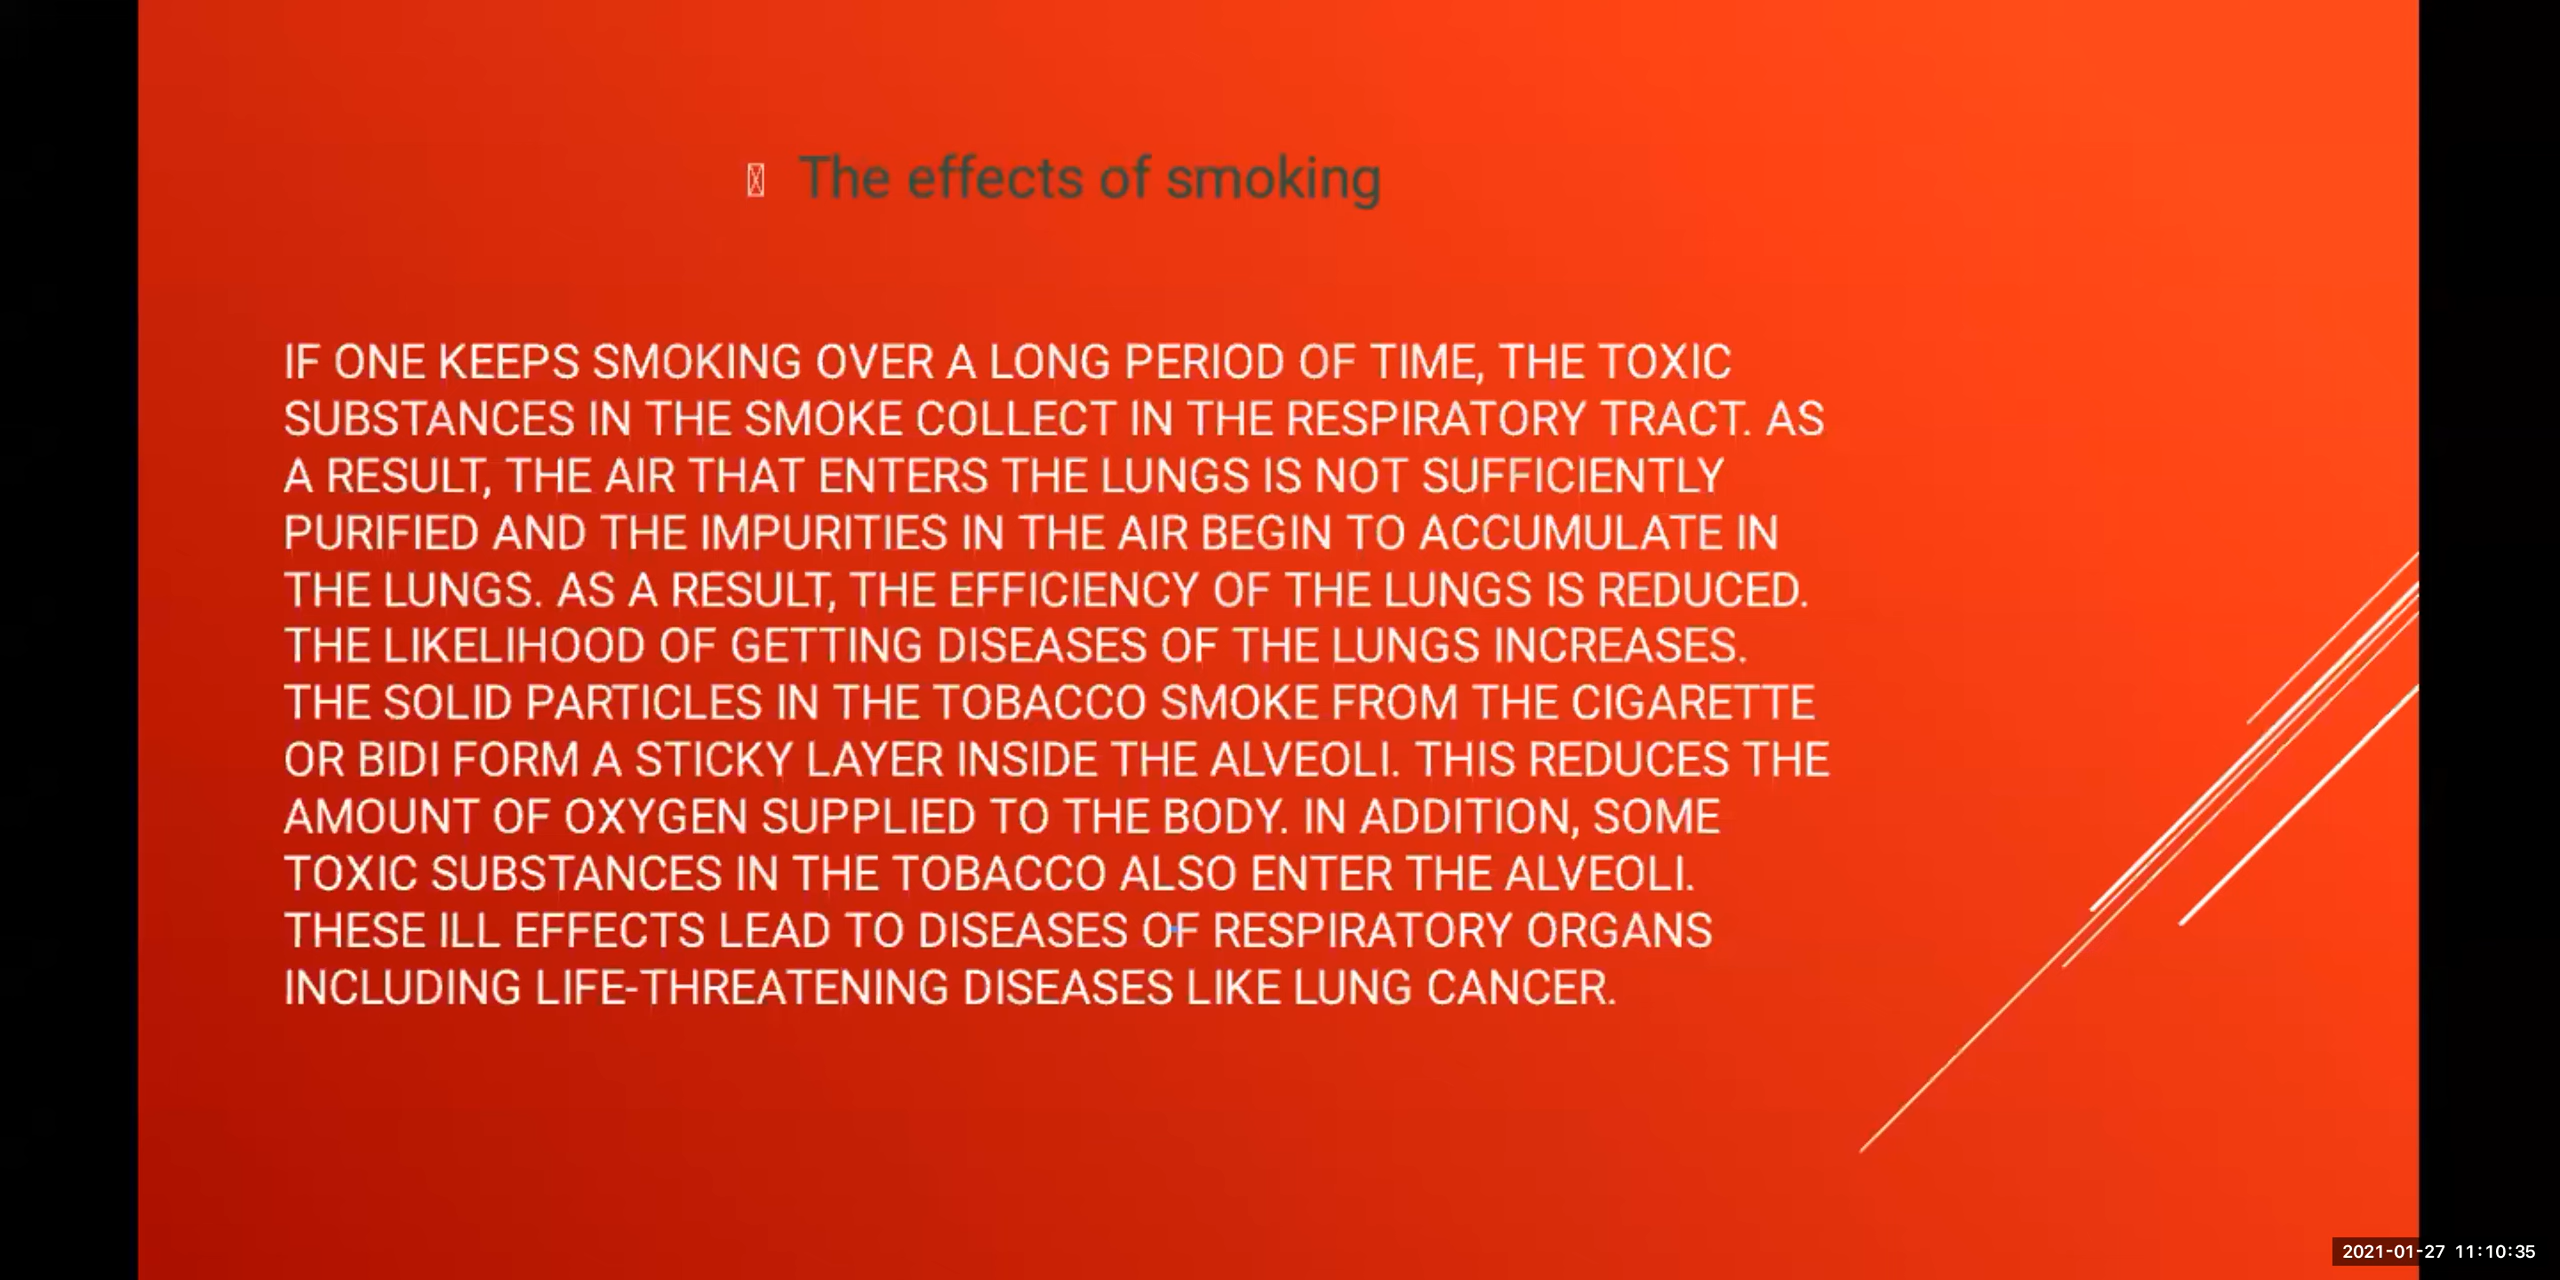 The effects of smoking
IF ONE KEEPS SMOKING OVER A LONG PERIOD OF TIME, THE TOXIC
SUBSTANCES IN THE SMOKE COLLECT IN THE RESPIRATORY TRACT. AS
A RESULT, THE AIR THAT ENTERS THE LUNGS IS NOT SUFFICIENTLY
PURIFIED AND THE IMPURITIES IN THE AIR BEGIN TO ACCUMULATE IN
THE LUNGS. AS A RESULT, THE EFFICIENCY OF THE LUNGS IS REDUCED.
THE LIKELIHOOD OF GETTING DISEASES OF THE LUNGS INCREASES.
THE SOLID PARTICLES IN THE TOBACCO SMOKE FROM THE CIGARETTE
OR BIDI FORM A STICKY LAYER INSIDE THE ALVEOLI. THIS REDUCES THE
AMOUNT OF OXYGEN SUPPLIED TO THE BODY. IN ADDITION, SOME
TOXIC SUBSTANCES IN THE TOBACCO ALSO ENTER THE ALVEOLI.
THESE ILL EFFECTS LEAD TO DISEASES OF RESPIRATORY ORGANS
INCLUDING LIFE-THREATENING DISEASES LIKE LUNG CANCER.
2021-01-27 11:10:35